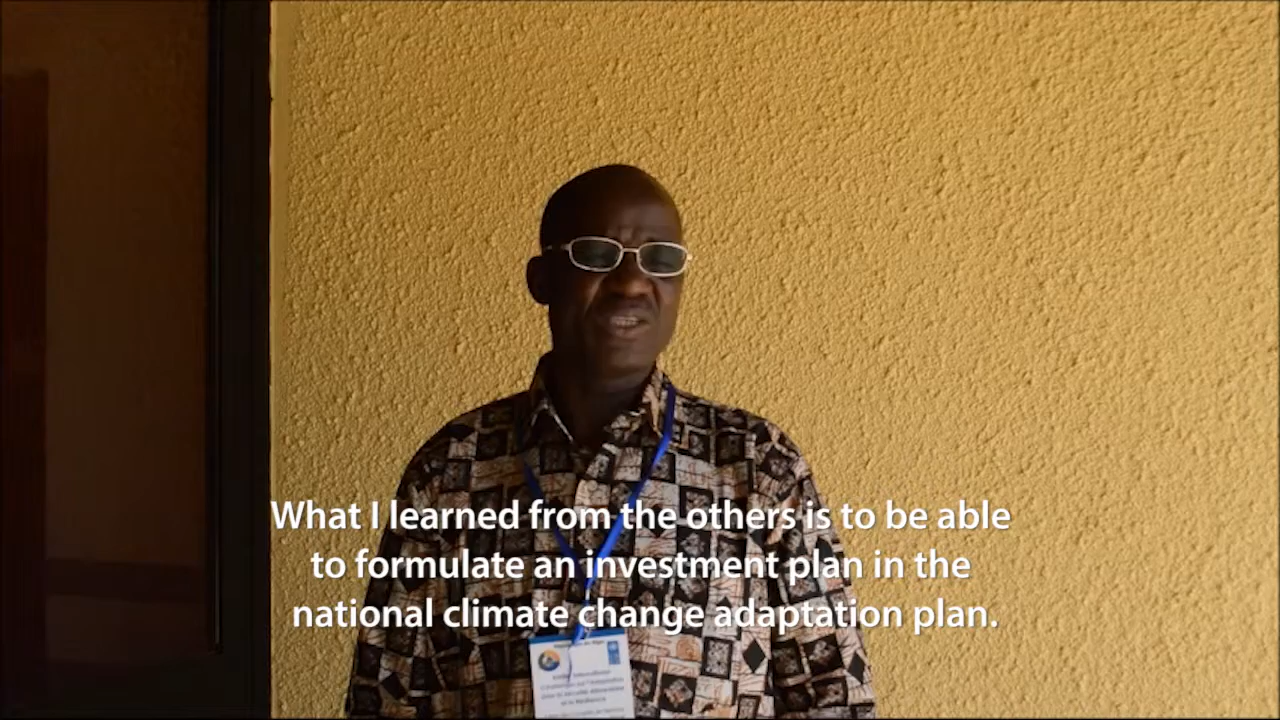 What I learned from the others is to be able
to formulate an investment plan in the
national climate change adaptation plan.